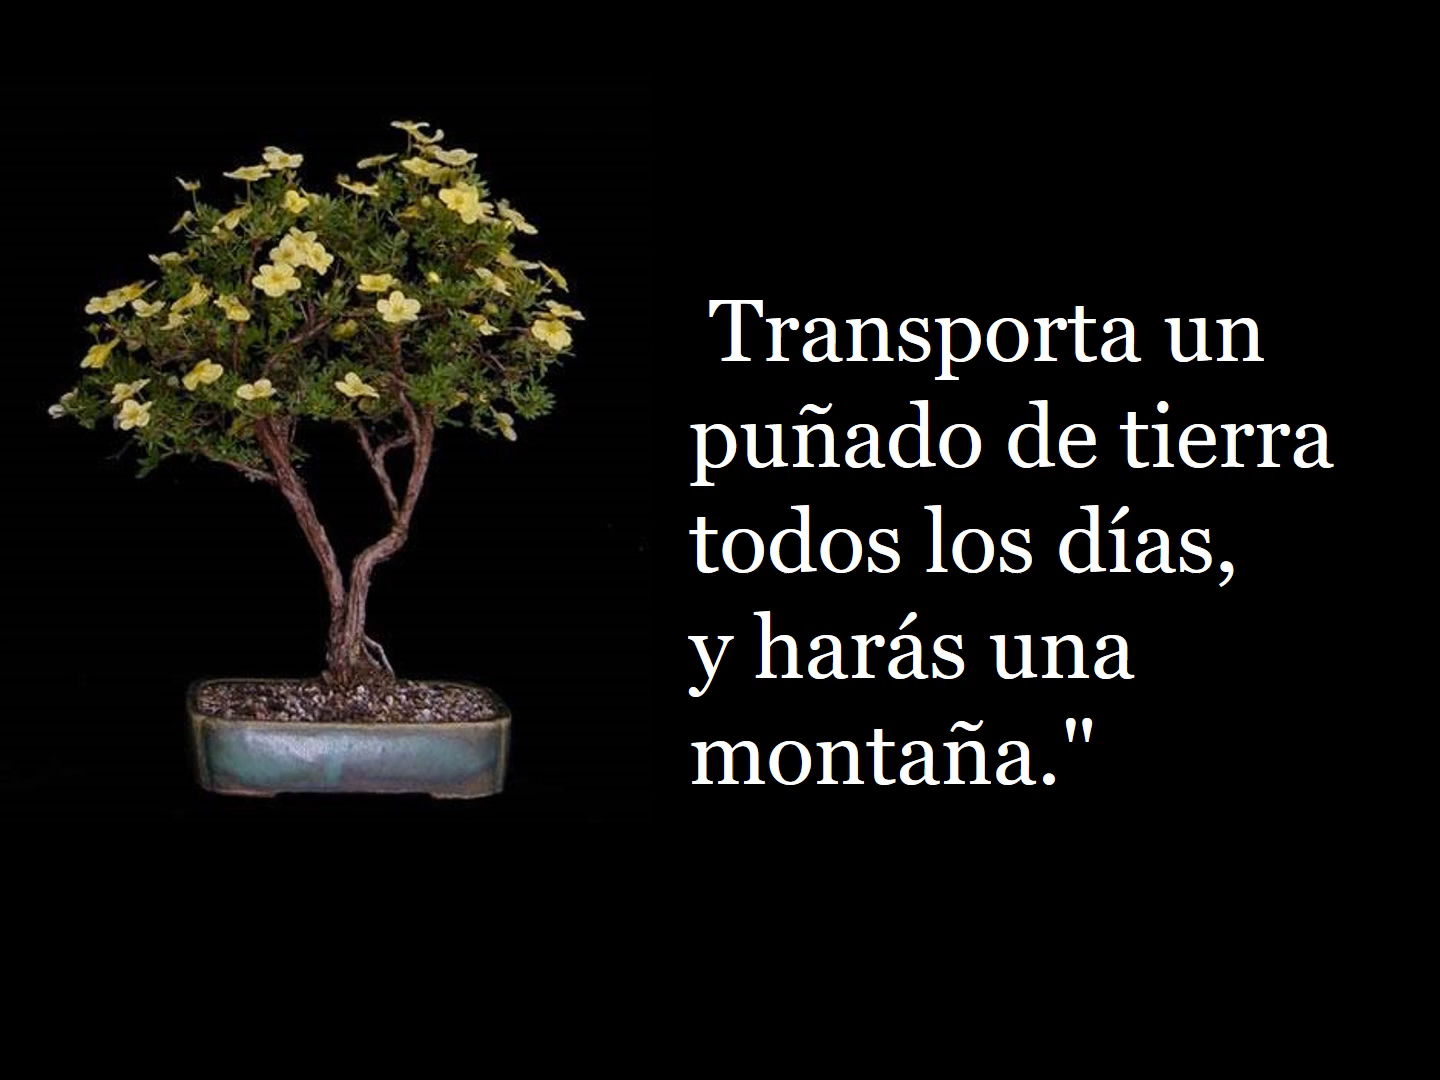 Transporta un
puñado de tierra
todos los días,
y harás una
montaña."